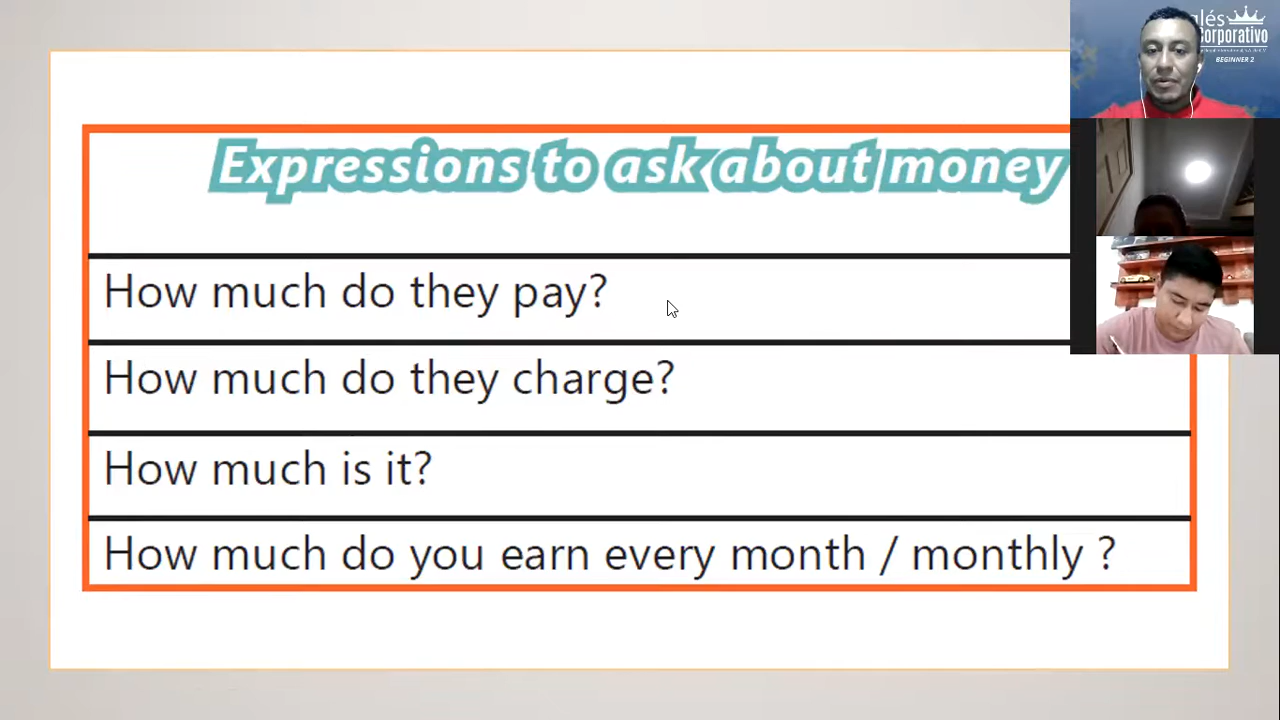 Expressions to ask about money
How much do they pay?
How much do they charge?
How much is it?
How much do you earn every month / monthly ?
Corporativo
BEGINNER 2